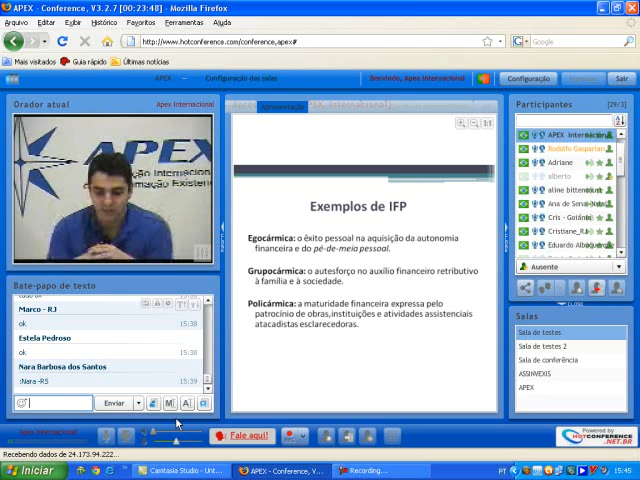 APEX - Conference, V3.2.7 [00:23:48] - Mozilla Firefox
Arquivo Editar Exibir Histórico Favoritos Ferramentas Ajuda
http://www.hotconference.com/conference,apex#
Google
Mais visitados Guia rápido Últimas notícias
APEX - Configuração das salas Benvindo, Apex Internacional Configuração Sair
Orador atual Apex Internacional
Apresentação
Participantes [29/3]
APEX
APEX Internacional
Rodolfo Gasparian
Adriane
alberto
aline bittencourt
Ana de Sena
Cris - Goiânia
Cristiane_RJ
Eduardo Albuquerque
Ausente
CLOSE
1:1
Exemplos de IFP
Egocármica: o êxito pessoal na aquisição da autonomia
financeira e do pé-de-meia pessoal.
Grupocármica: o autesforço no auxílio financeiro retributivo
à família e à sociedade.
Policármica: a maturidade financeira expressa pelo
patrocínio de obras,instituições e atividades assistenciais
atacadistas esclarecedoras.
Bate-papo de texto
Marco - RJ
ok 15:38
Estela Pedroso
ok 15:38
Nara Barbosa dos Santos
:Nara -RS 15:39
Enviar
Salas
Sala de testes
Sala de testes 2
Sala de conferência
ASSINVEXIS
APEX
Apex Internacional
Fale aqui!
Powered by
HOTCONFERENCE
.NET.BR
Recebendo dados de 24.173.94.222...
Iniciar
Camtasia Studio - Unt...
APEX - Conference, V...
Recording...
PT
15:45